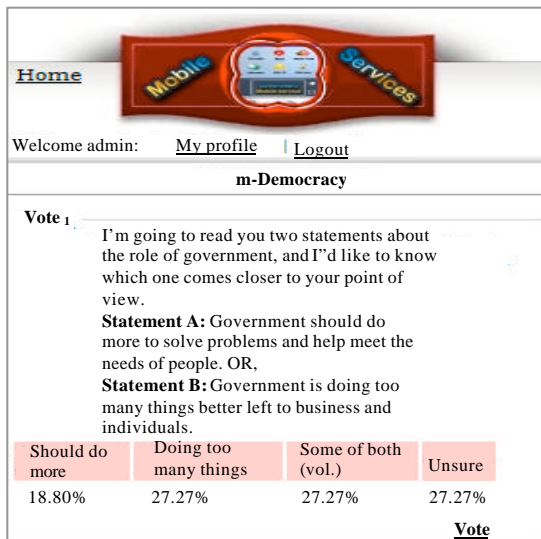 Home
Mobile
Services
Welcome admin: My profile | Logout
m-Democracy
Vote 1
I'm going to read you two statements about
the role of government, and I"d like to know
which one comes closer to your point of
view.
Statement A: Government should do
more to solve problems and help meet the
needs of people. OR,
Statement B: Government is doing too
many things better left to business and
individuals.
Should do more Doing too many things Some of both (vol.) Unsure
18.80% 27.27% 27.27% 27.27%
Vote